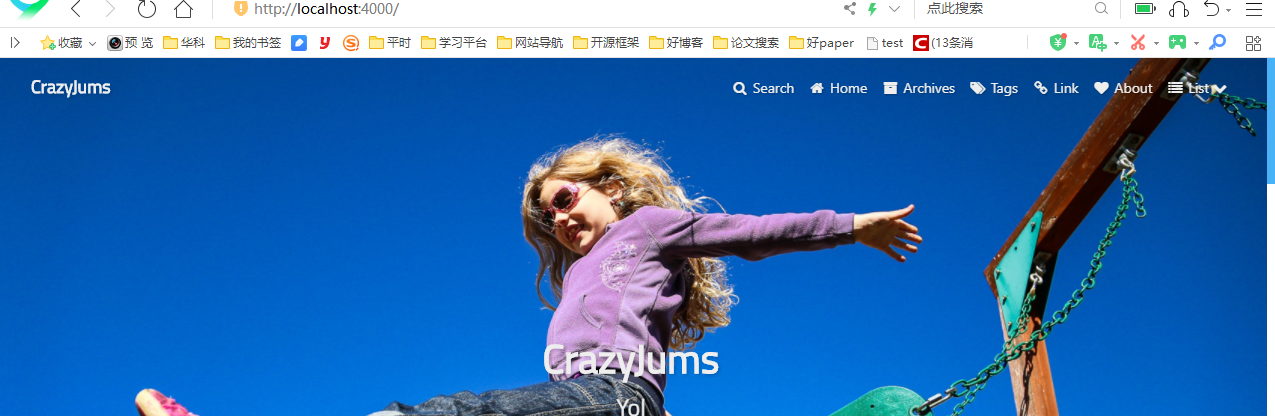 http://localhost:4000/
点此搜索
收藏 预 览 华科 我的书签 平时 学习平台 网站导航 开源框架 好博客 论文搜索 好paper test C (13条消
CrazyJums Search Home Archives Tags Link About List
CrazyJums
Yo